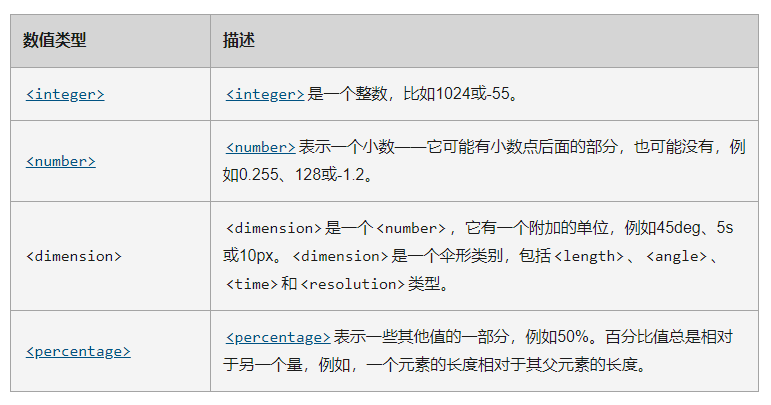 数值类型 描述
<integer> <integer>是一个整数，比如1024或-55。
<number> <number>表示一个小数——它可能有小数点后面的部分，也可能没有，例
如0.255、128或-1.2。
<dimension> <dimension>是一个<number>，它有一个附加的单位，例如45deg、5s
或10px。<dimension>是一个伞形类别，包括<length>、<angle>、
<time>和<resolution>类型。
<percentage> <percentage>表示一些其他值的一部分，例如50%。百分比值总是相对
于另一个量，例如，一个元素的长度相对于其父元素的长度。